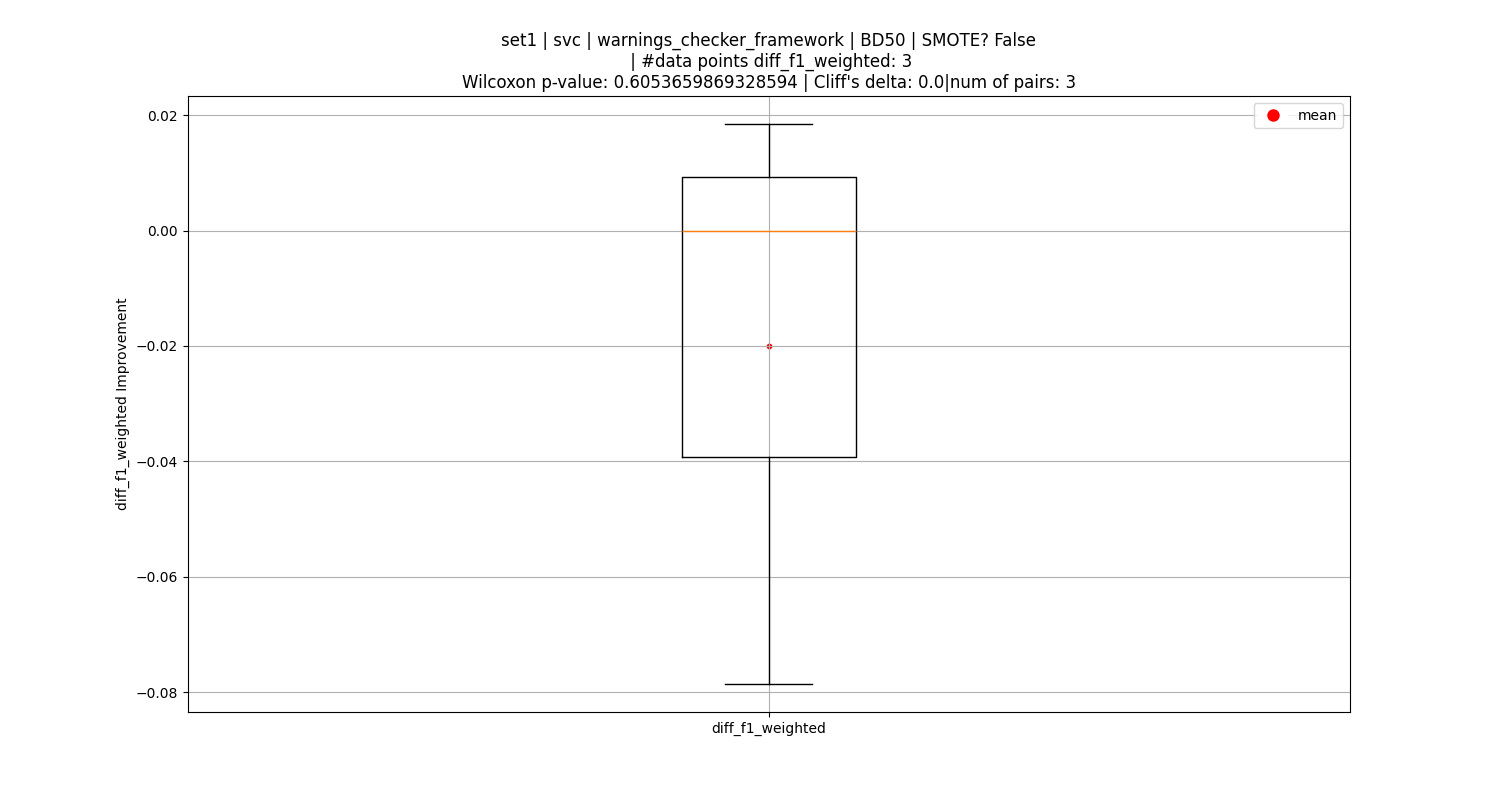 set1 | svc | warnings_checker_framework | BD50 | SMOTE? False
| #data points diff_f1_weighted: 3
Wilcoxon p-value: 0.6053659869328594 | Cliff's delta: 0.0|num of pairs: 3
mean
0.02
0.00
−0.02
−0.04
−0.06
−0.08
diff_f1_weighted Improvement
diff_f1_weighted